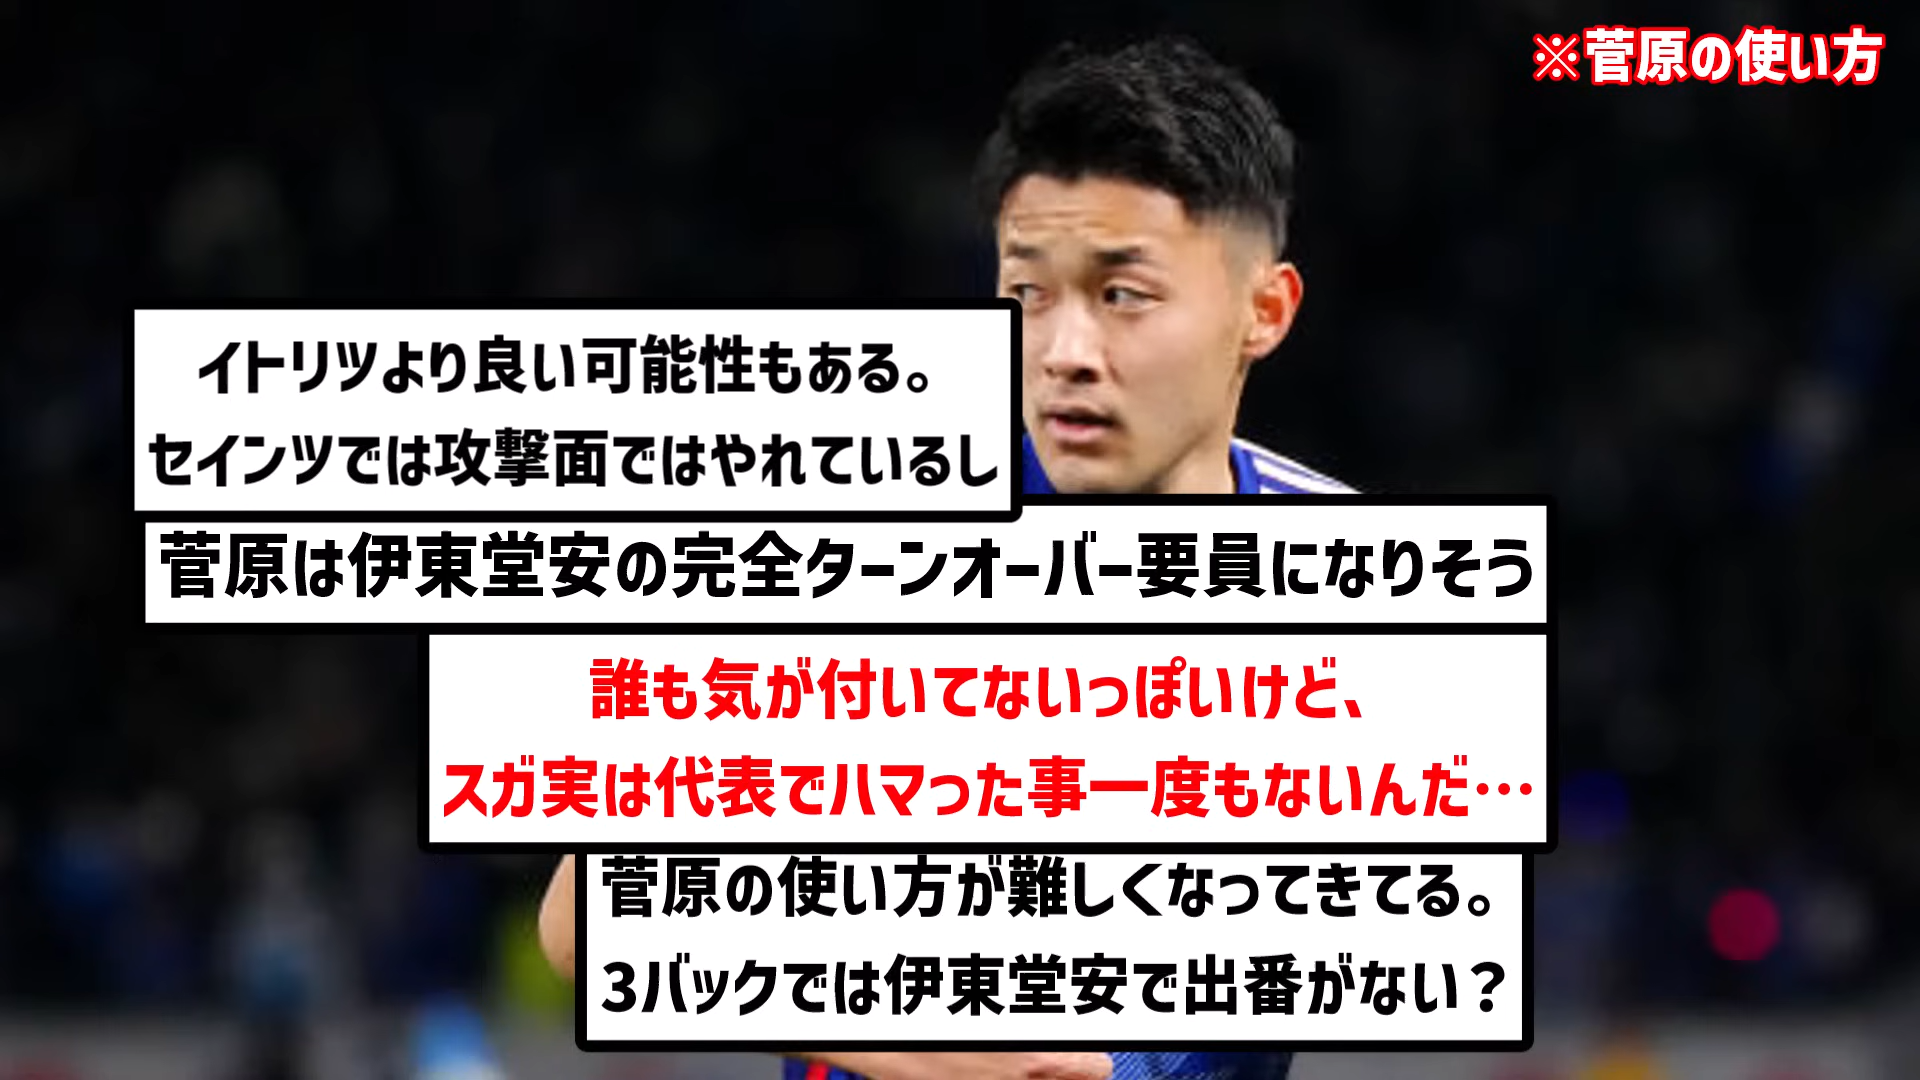 ※菅原の使い方
イトリツより良い可能性もある。
セインツでは攻撃面ではやれているし
菅原は伊東堂安の完全ターンオーバー要員になりそう
誰も気が付いてないっぽいけど、
スガ実は代表でハマった事一度もないんだ…
菅原の使い方が難しくなってきてる。
3バックでは伊東堂安で出番がない？